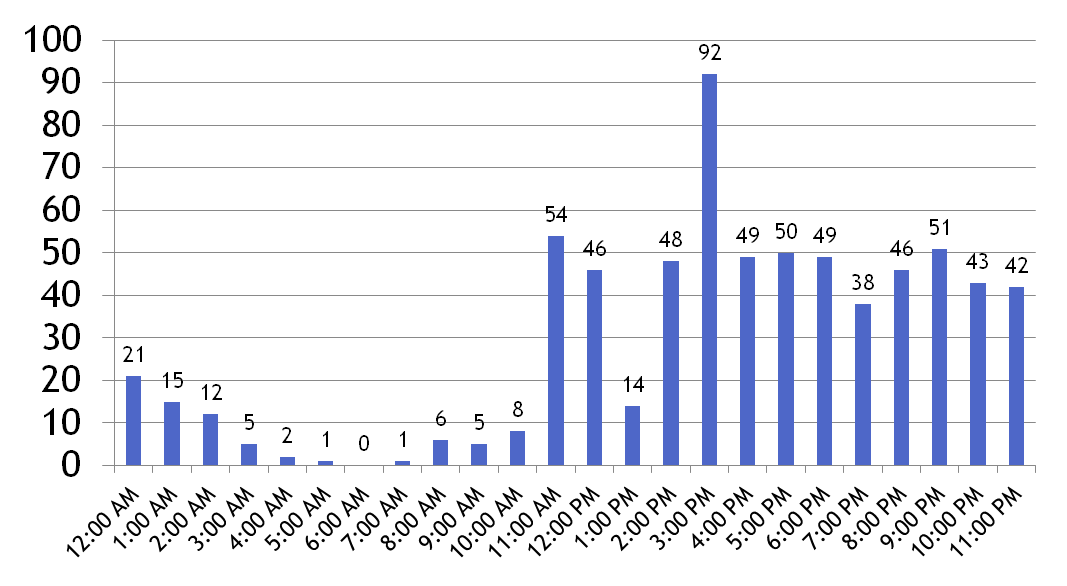 100
90
80
70
60
50
40
30
20
10
0
21
15
12
5
2
1
0
1
6
5
8
54
46
14
48
92
49
50
49
38
46
51
43
42
12:00 AM
1:00 AM
2:00 AM
3:00 AM
4:00 AM
5:00 AM
6:00 AM
7:00 AM
8:00 AM
9:00 AM
10:00 AM
11:00 AM
12:00 PM
1:00 PM
2:00 PM
3:00 PM
4:00 PM
5:00 PM
6:00 PM
7:00 PM
8:00 PM
9:00 PM
10:00 PM
11:00 PM